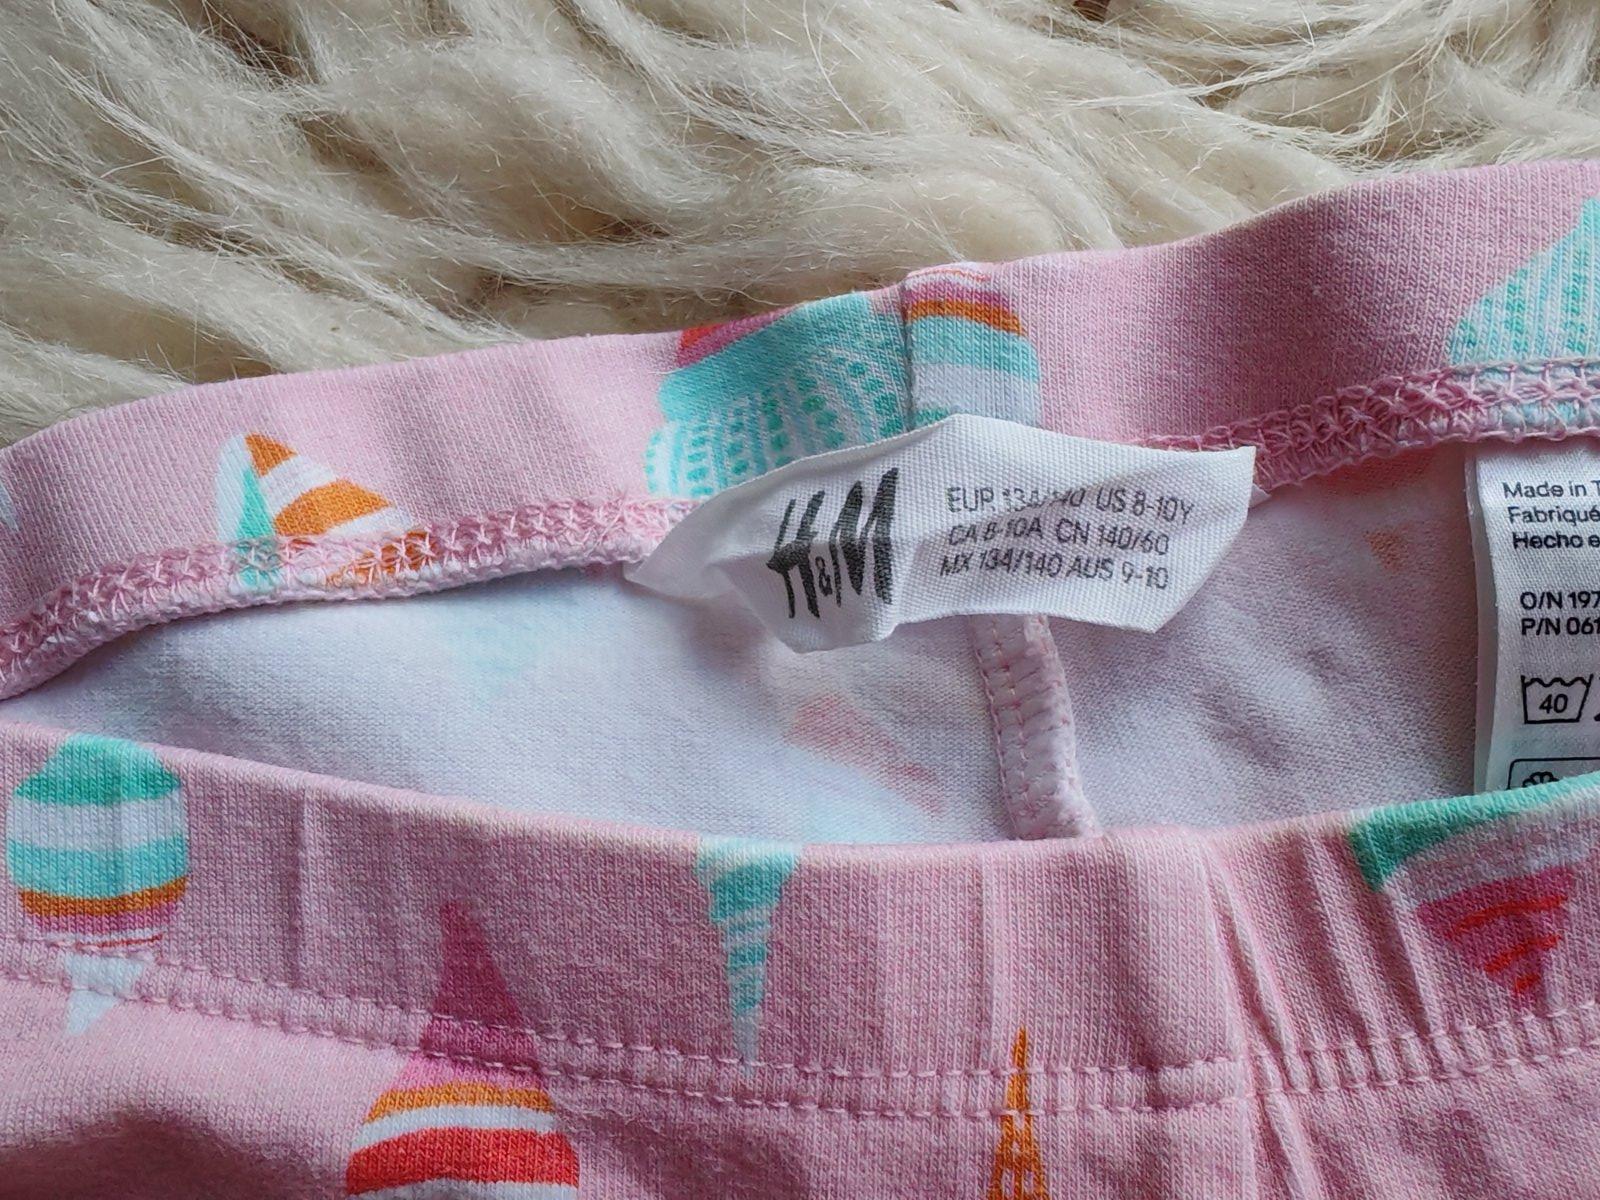 H&M
EUR 134/140 US 8-10Y
CA 8-10A CN 140/60
MX 134/140 AUS 9-10
Made in
Fabriqué
Hecho
O/N 197
P/N 061
40